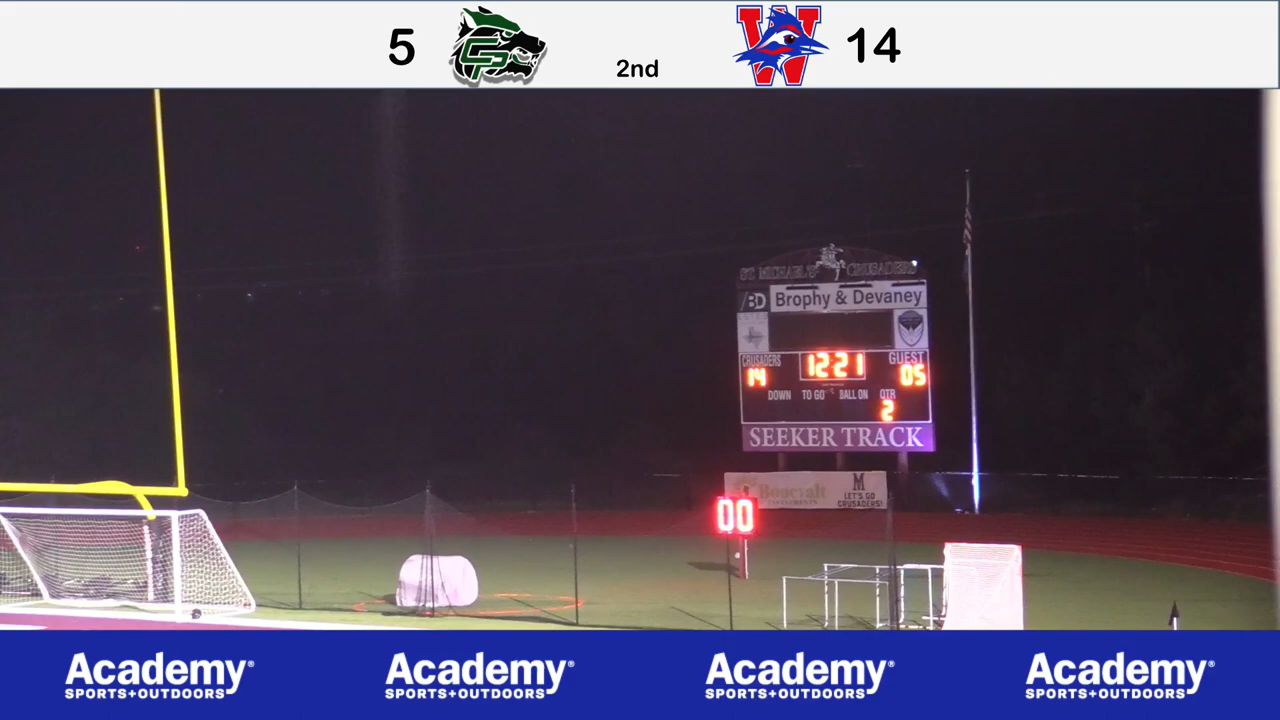 5
CP
2nd
W
14
ST. MICHAEL'S CRUSADERS
BD Brophy & Devaney
CRUSADERS
14
12:21
GUEST
05
DOWN TO GO BALL ON QTR
2
SEEKER TRACK
M
LET'S GO
CRUSADERS!
00
Academy
SPORTS+OUTDOORS
Academy
SPORTS+OUTDOORS
Academy
SPORTS+OUTDOORS
Academy
SPORTS+OUTDOORS